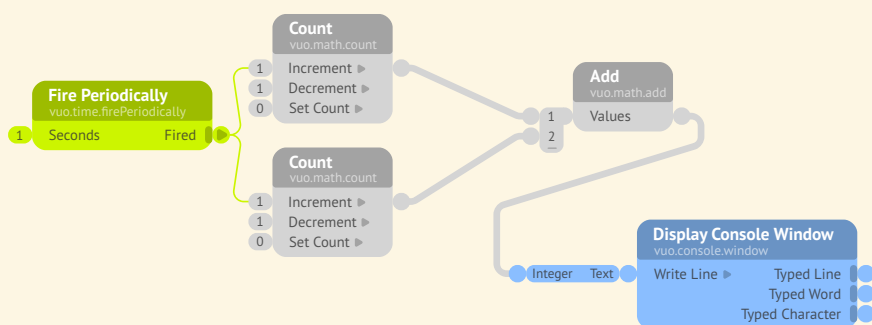 Count
vuo.math.count
1 Increment
1 Decrement
0 Set Count
Fire Periodically
vuo.time.firePeriodically
1 Seconds Fired
Add
vuo.math.add
1 Values
2
Count
vuo.math.count
1 Increment
1 Decrement
0 Set Count
Display Console Window
vuo.console.window
Integer Text Write Line Typed Line
Typed Word
Typed Character